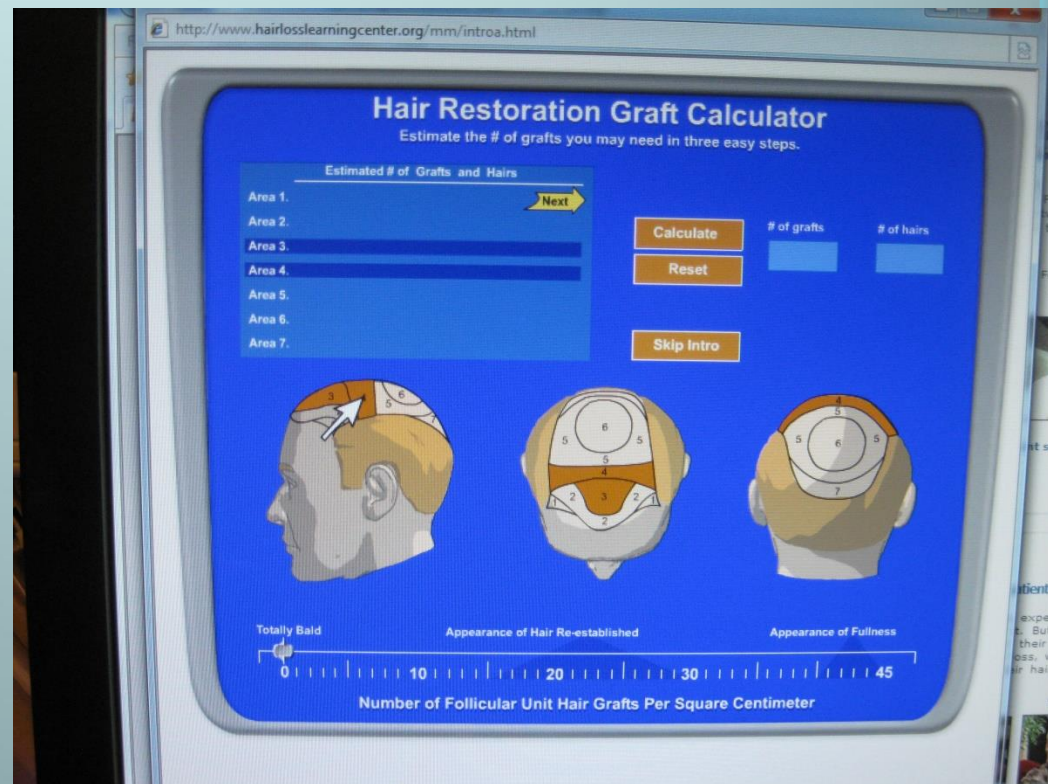 http://www.hairlosslearningcenter.org/mm/introa.html
Hair Restoration Graft Calculator
Estimate the # of grafts you may need in three easy steps.
Estimated # of Grafts and Hairs
Area 1.
Next
Area 2.
Area 3.
Area 4.
Area 5.
Area 6.
Area 7.
Calculate
Reset
Skip Intro
# of grafts
# of hairs
3 4 5 6 7
6
5 5
5
4
1 2 3 2 1
2
4
5
5 6 5
7
Totally Bald
Appearance of Hair Re-established
Appearance of Fullness
0 10 20 30 45
Number of Follicular Unit Hair Grafts Per Square Centimeter